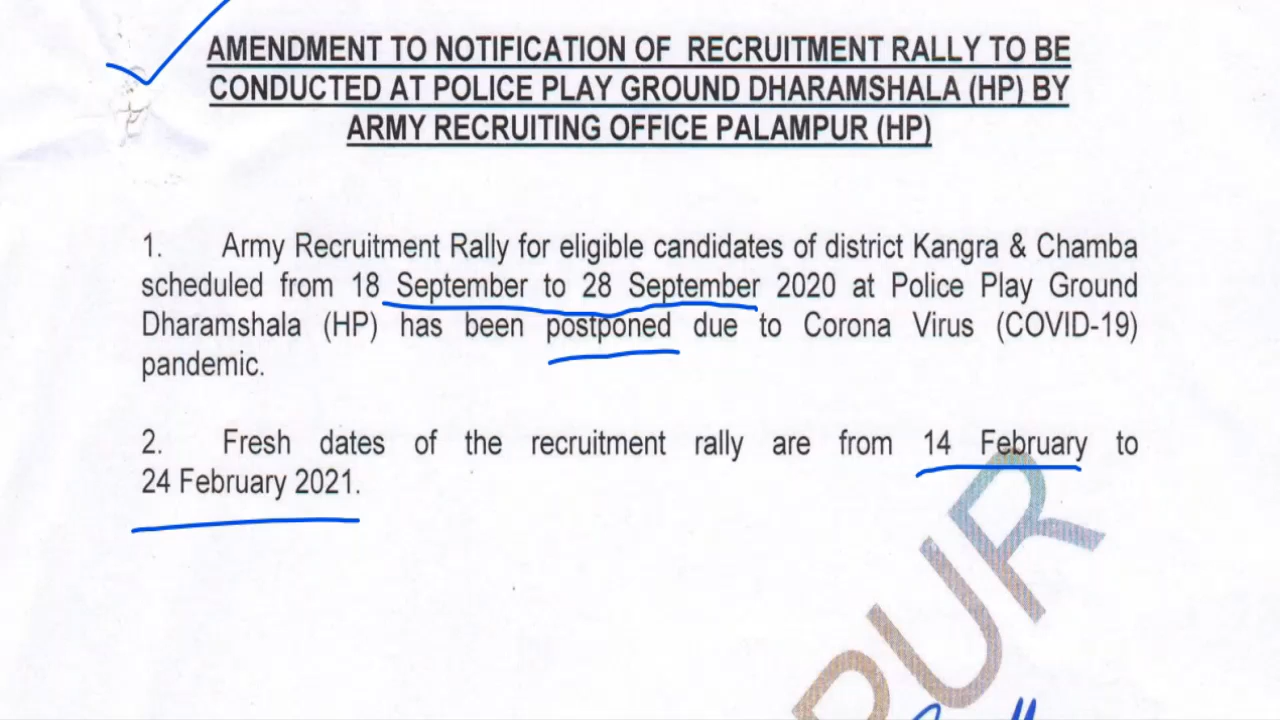 AMENDMENT TO NOTIFICATION OF RECRUITMENT RALLY TO BE
CONDUCTED AT POLICE PLAY GROUND DHARAMSHALA (HP) BY
ARMY RECRUITING OFFICE PALAMPUR (HP)
1. Army Recruitment Rally for eligible candidates of district Kangra & Chamba
scheduled from 18 September to 28 September 2020 at Police Play Ground
Dharamshala (HP) has been postponed due to Corona Virus (COVID-19)
pandemic.
2. Fresh dates of the recruitment rally are from 14 February to
24 February 2021.
PUR